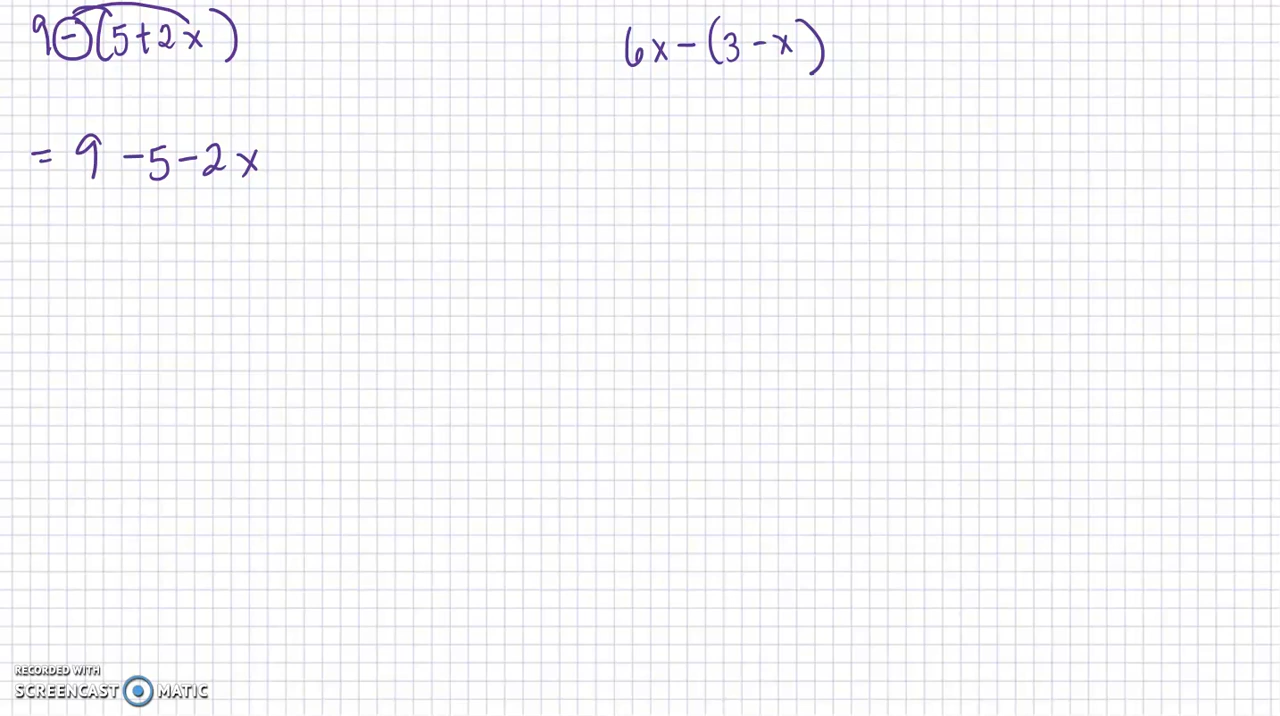 9-(5+2x)
= 9 -5-2x
6x-(3-x)
RECORDED WITH
SCREENCAST MATIC